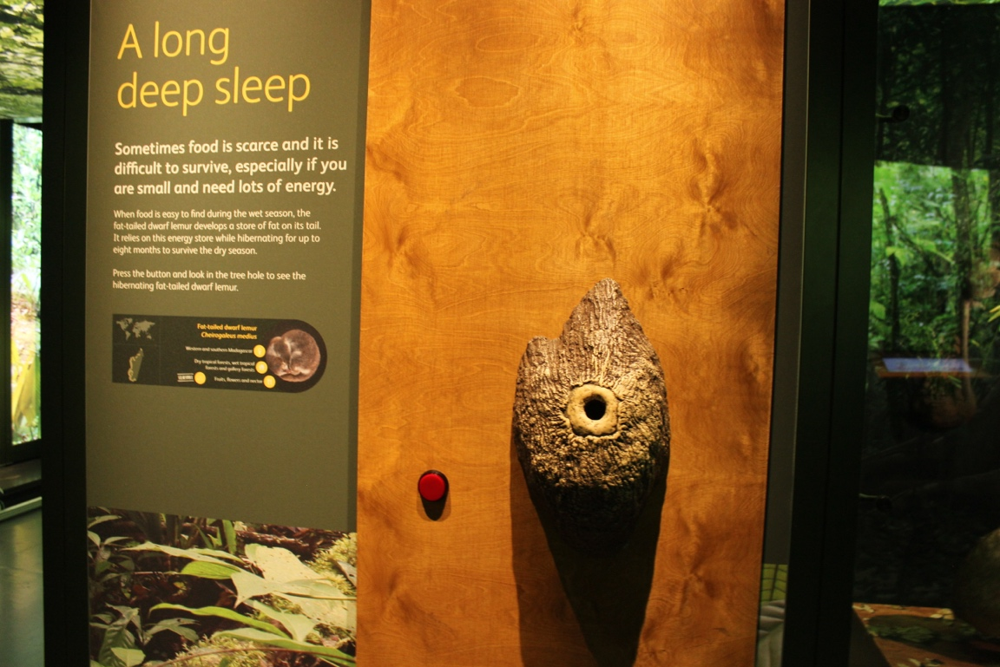 A long
deep sleep
Sometimes food is scarce and it is
difficult to survive, especially if you
are small and need lots of energy.
When food is easy to find during the wet season, the
fat-tailed dwarf lemur develops a store of fat on its tail.
It relies on this energy store while hibernating for up to
eight months to survive the dry season.
Press the button and look in the tree hole to see the
hibernating fat-tailed dwarf lemur.
Fat-tailed dwarf lemur
Cheirogaleus medius
Western and southern Madagascar
Dry tropical forests, wet tropical
forests and gallery forests
Fruits, flowers and nectar